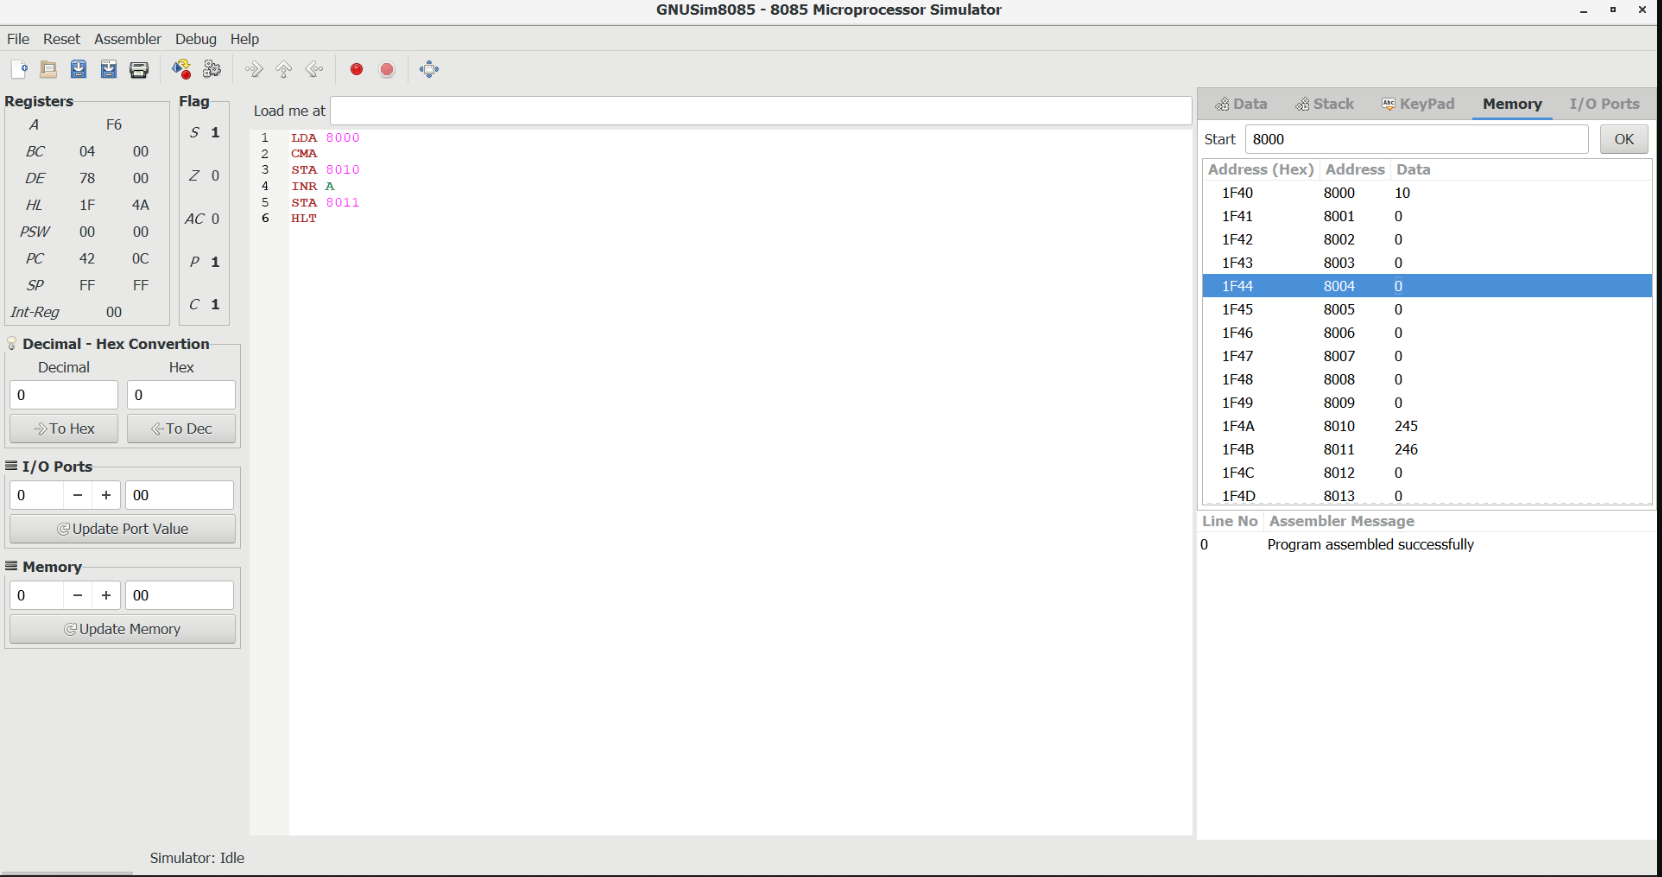 GNUSim8085 - 8085 Microprocessor Simulator
File Reset Assembler Debug Help
Registers
A F6
BC 04 00
DE 78 00
HL 1F 4A
PSW 00 00
PC 42 0C
SP FF FF
Int-Reg 00
Flag
S 1
Z 0
AC 0
P 1
C 1
Decimal - Hex Convertion
Decimal Hex
0 0
To Hex To Dec
I/O Ports
0 − + 00
Update Port Value
Memory
0 − + 00
Update Memory
Load me at
1 LDA 8000
2 CMA
3 STA 8010
4 INR A
5 STA 8011
6 HLT
Data Stack Abc KeyPad Memory I/O Ports
Start 8000 OK
Address (Hex) Address Data
1F40 8000 10
1F41 8001 0
1F42 8002 0
1F43 8003 0
1F44 8004 0
1F45 8005 0
1F46 8006 0
1F47 8007 0
1F48 8008 0
1F49 8009 0
1F4A 8010 245
1F4B 8011 246
1F4C 8012 0
1F4D 8013 0
Line No Assembler Message
0 Program assembled successfully
Simulator: Idle